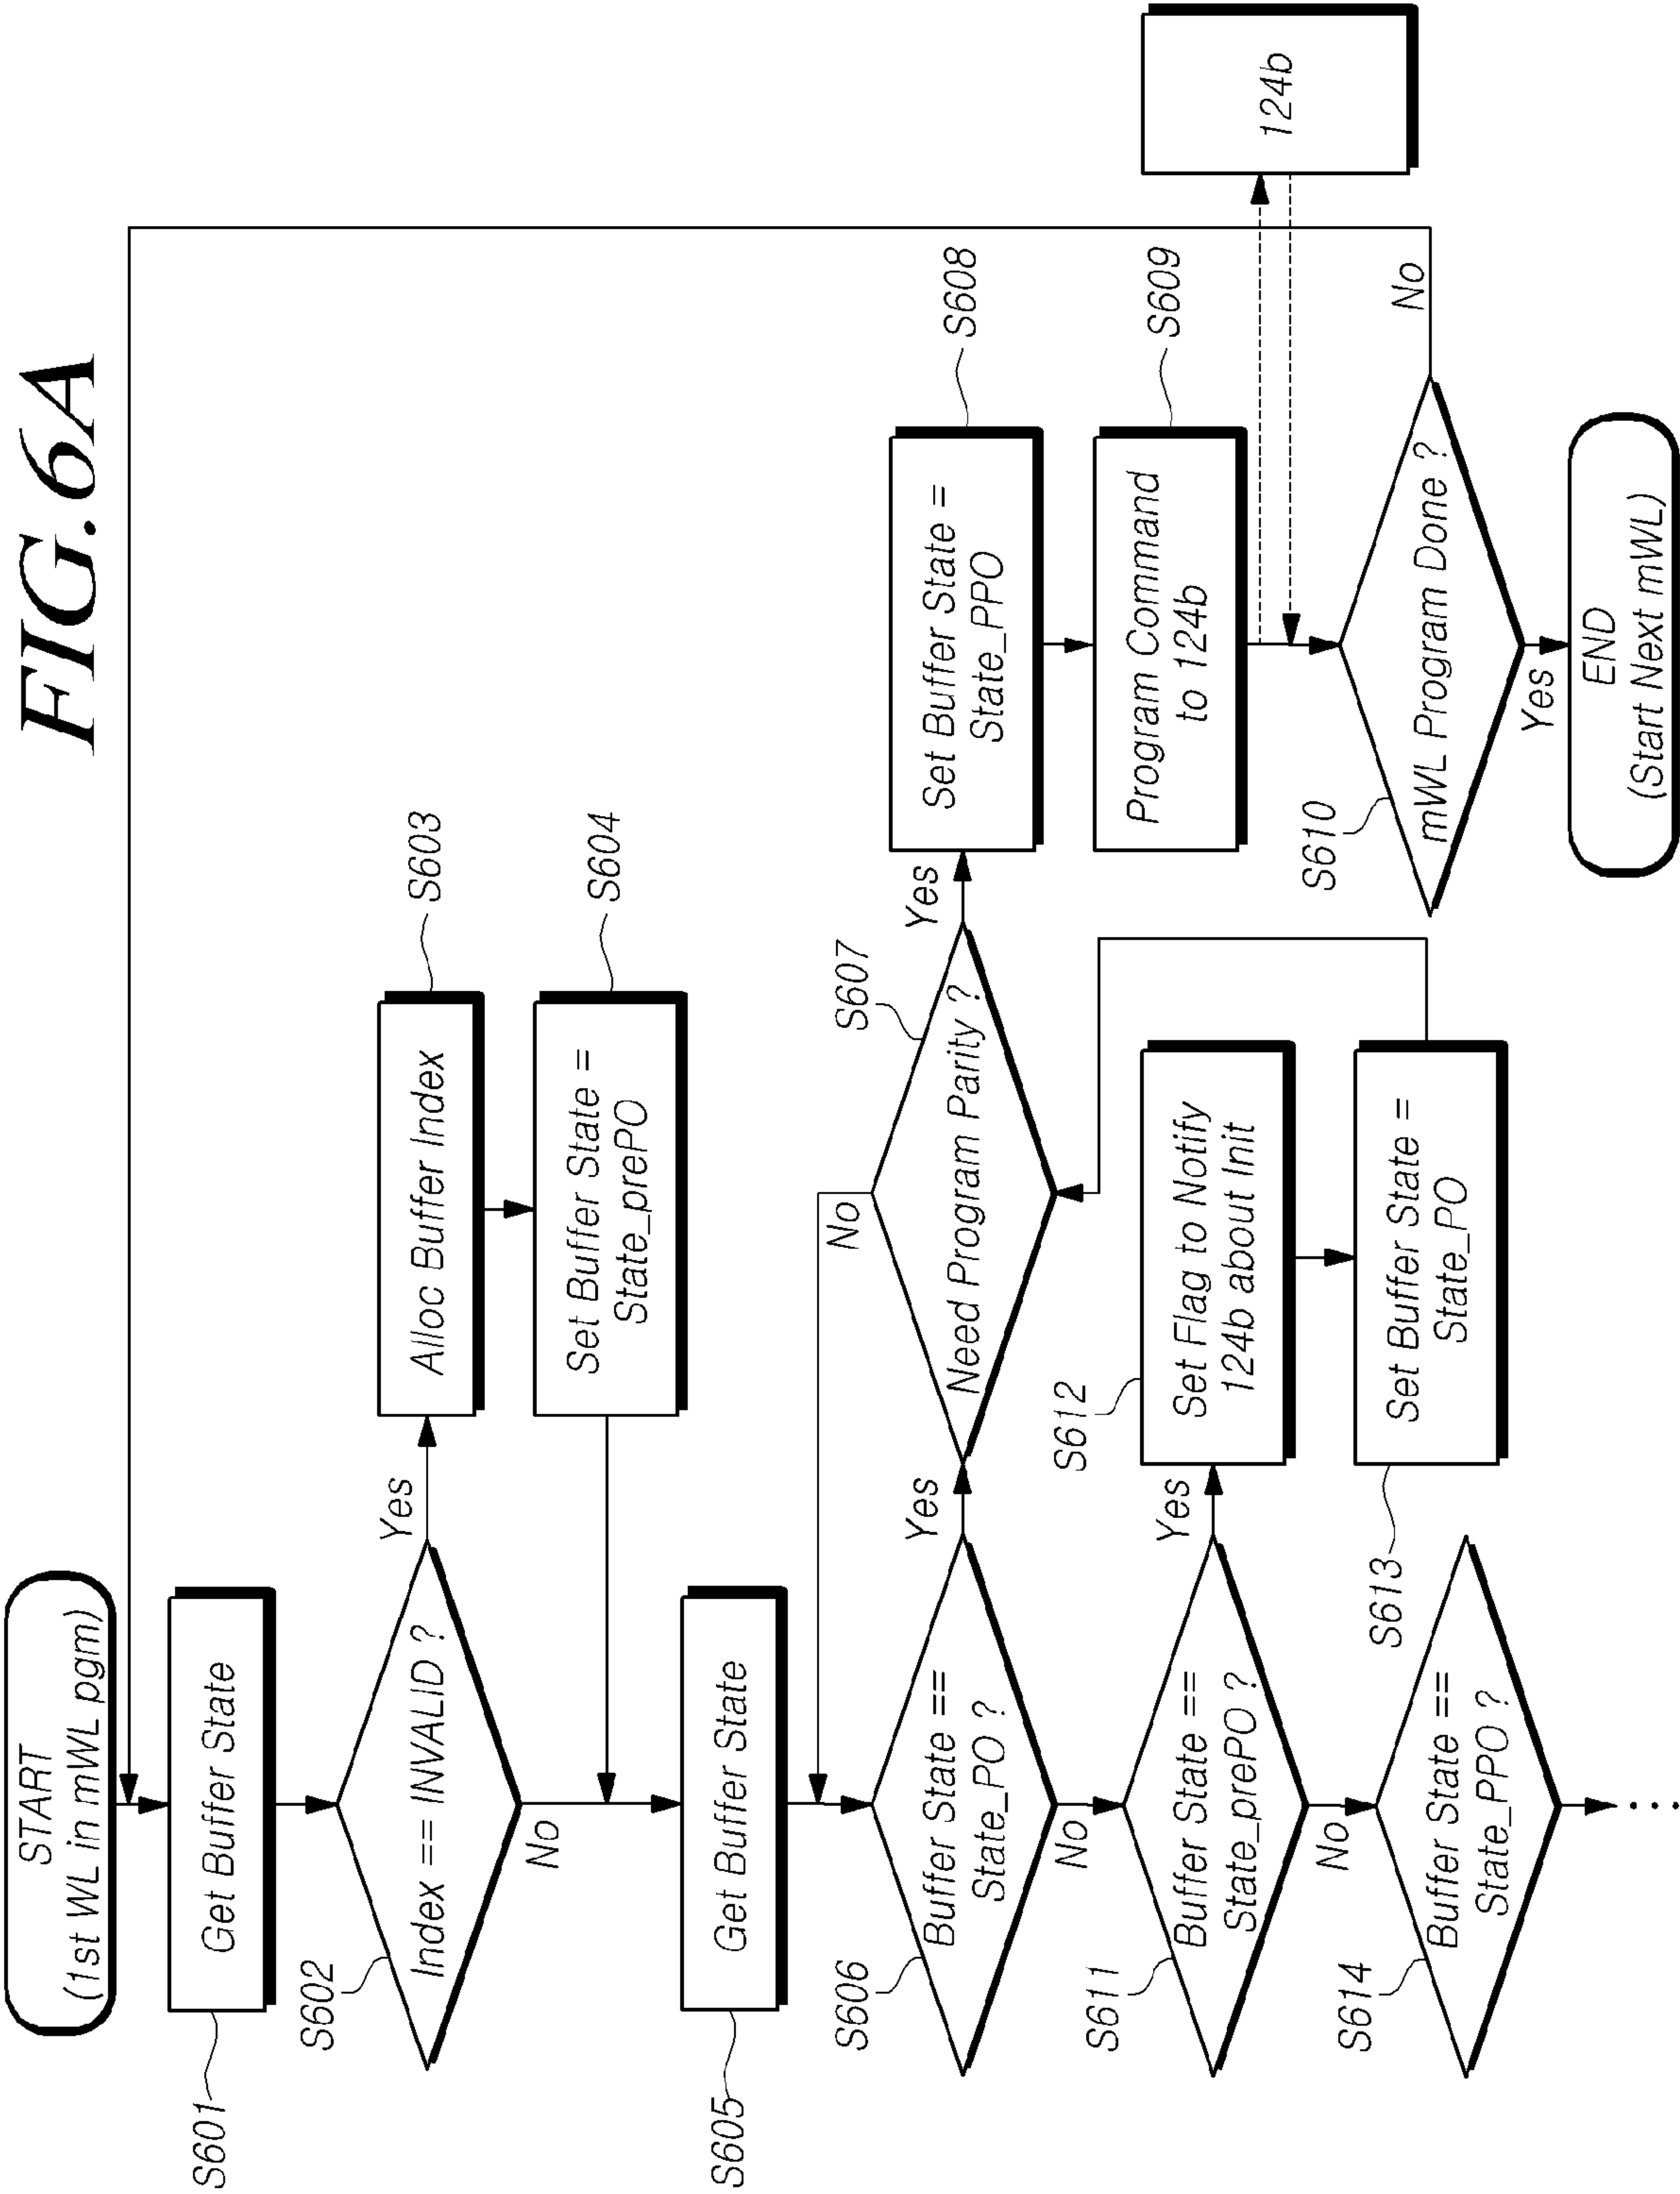 FIG.6A
START
(1st WL in mWL pgm)
S601
Get Buffer State
S602
Index == INVALID ?
Yes
No
Alloc Buffer Index
S603
Set Buffer State =
State_prePO
S604
S605
Get Buffer State
S606
Buffer State ==
State_PO ?
Yes
No
S607
Need Program Parity ?
No
Yes
Set Buffer State =
State_PPO
S608
Program Command
to 124b
S609
124b
S610
mWL Program Done ?
No
Yes
END
(Start Next mWL)
S611
Buffer State ==
State_prePO ?
Yes
No
S612
Set Flag to Notify
124b about Init
S613
Set Buffer State =
State_PO
S614
Buffer State ==
State_PPO ?